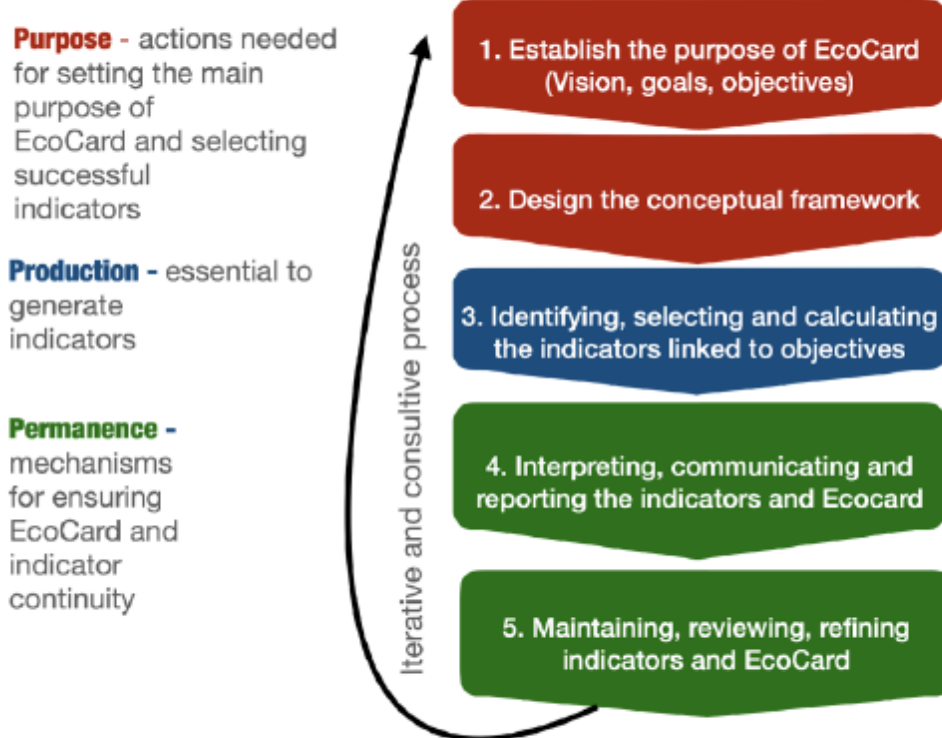 Purpose - actions needed
for setting the main
purpose of
EcoCard and selecting
successful
indicators
Production - essential to
generate
indicators
Permanence -
mechanisms
for ensuring
EcoCard and
indicator
continuity
Iterative and consultive process
1. Establish the purpose of EcoCard
(Vision, goals, objectives)
2. Design the conceptual framework
3. Identifying, selecting and calculating
the indicators linked to objectives
4. Interpreting, communicating and
reporting the indicators and Ecocard
5. Maintaining, reviewing, refining
indicators and EcoCard